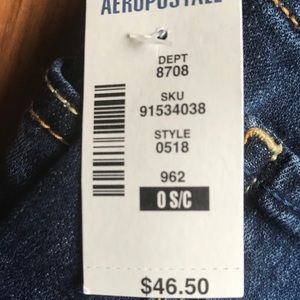 AEROPOSTALE
DEPT
8708
SKU
91534038
STYLE
0518
962
0 S/C
$46.50